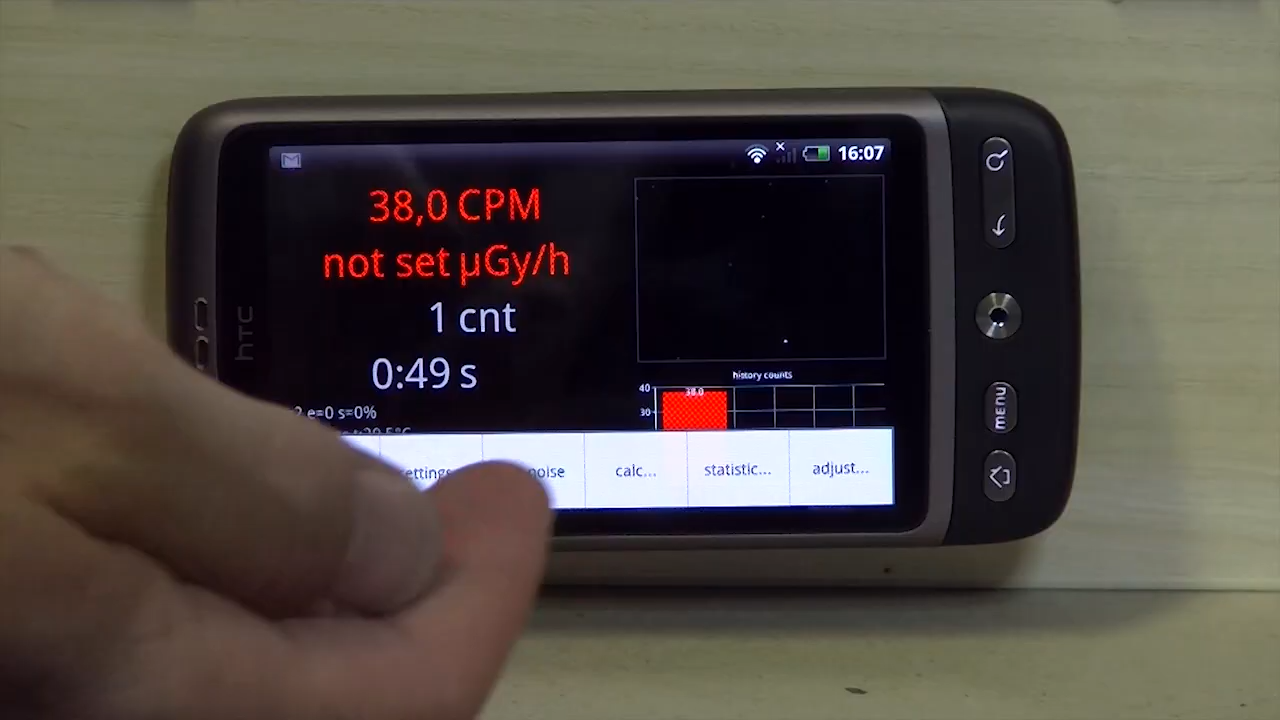 16:07
38,0 CPM
not set µGy/h
1 cnt
0:49 s
e=0 s=0%
history counts
40
38.0
30
calc...
statistic...
adjust...
hTC
MENU